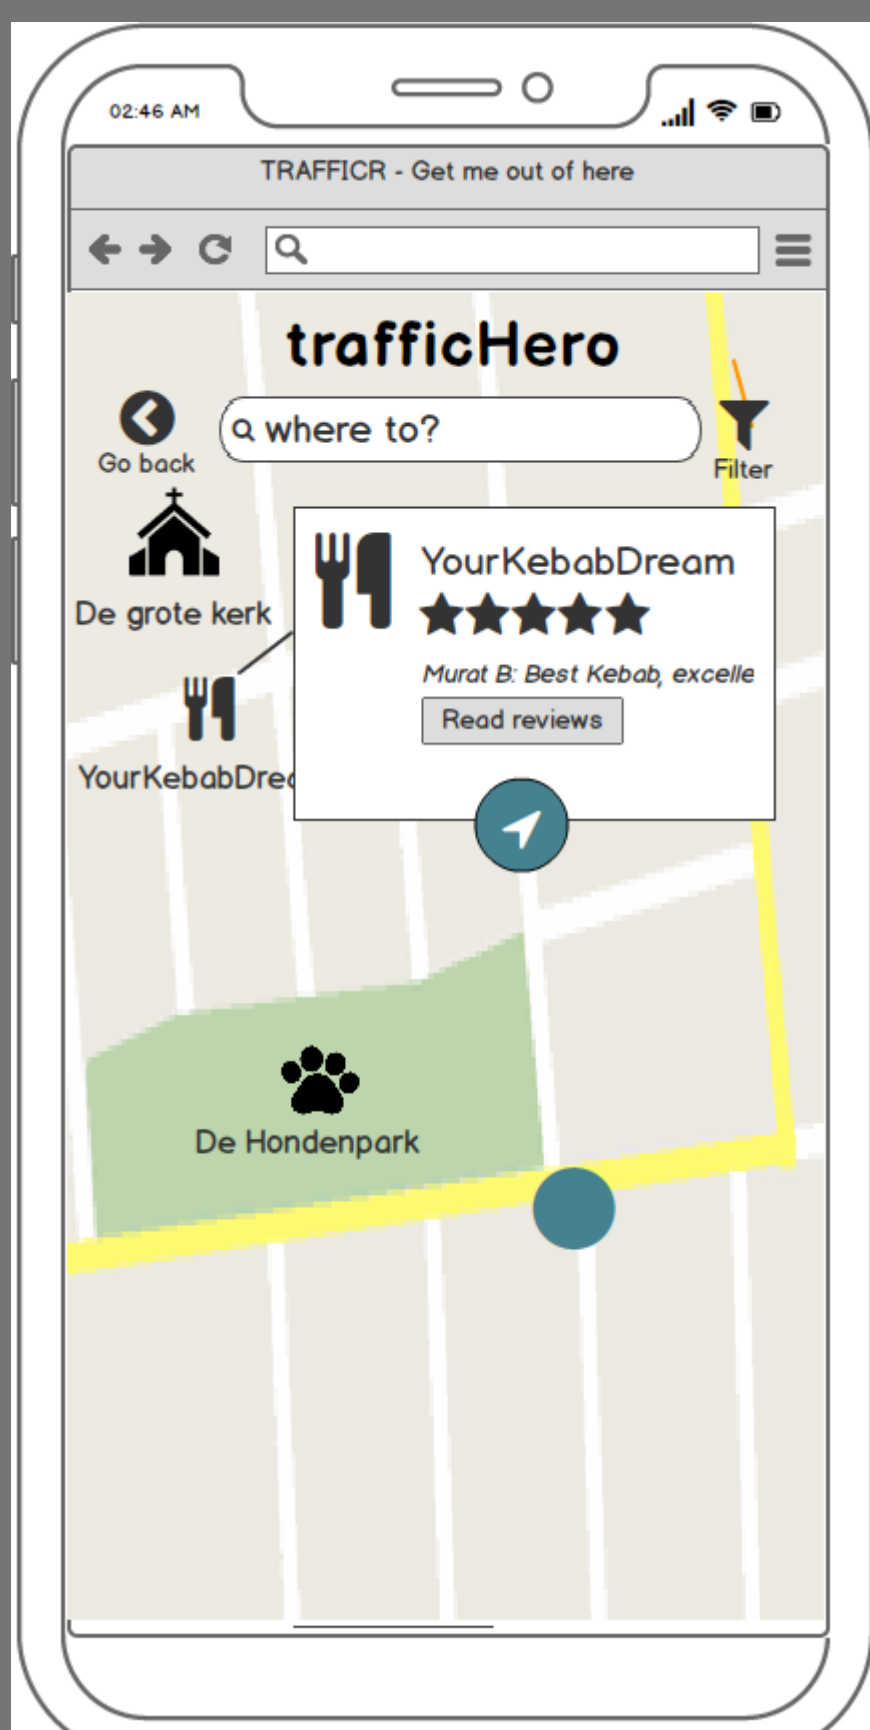 02:46 AM
TRAFFICR - Get me out of here
trafficHero
where to?
Go back
Filter
De grote kerk
YourKebabDream
Murat B: Best Kebab, excelle
Read reviews
YourKebabDrea
De Hondenpark